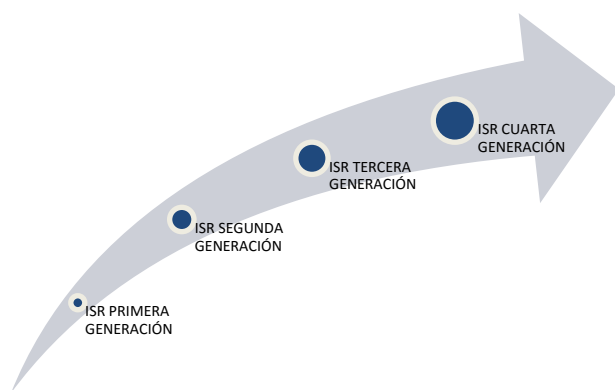 ISR CUARTA
GENERACIÓN
ISR TERCERA
GENERACIÓN
ISR SEGUNDA
GENERACIÓN
ISR PRIMERA
GENERACIÓN